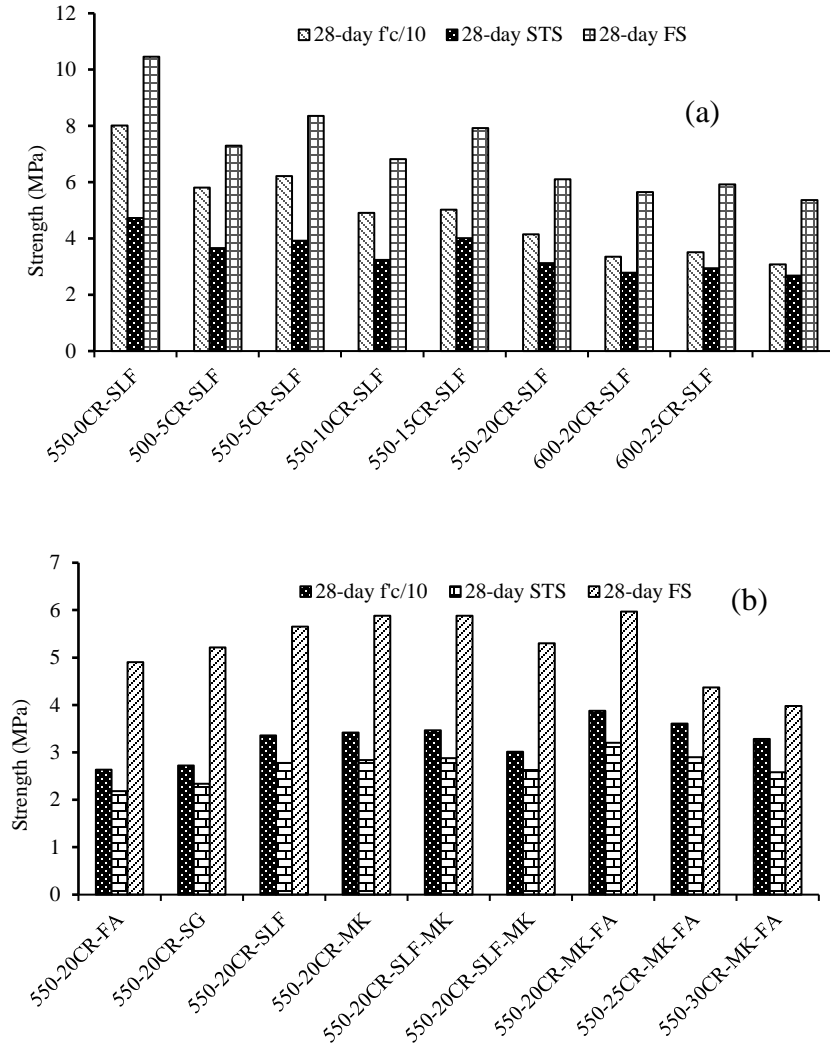 12
10
8
6
4
2
0
Strength (MPa)
28-day f'c/10 28-day STS 28-day FS
(a)
550-0CR-SLF
500-5CR-SLF
550-5CR-SLF
550-10CR-SLF
550-15CR-SLF
550-20CR-SLF
600-20CR-SLF
600-25CR-SLF
7
6
5
4
3
2
1
0
Strength (MPa)
28-day f'c/10 28-day STS 28-day FS
(b)
550-20CR-FA
550-20CR-SG
550-20CR-SLF
550-20CR-MK
550-20CR-SLF-MK
550-20CR-SLF-MK
550-20CR-MK-FA
550-25CR-MK-FA
550-30CR-MK-FA